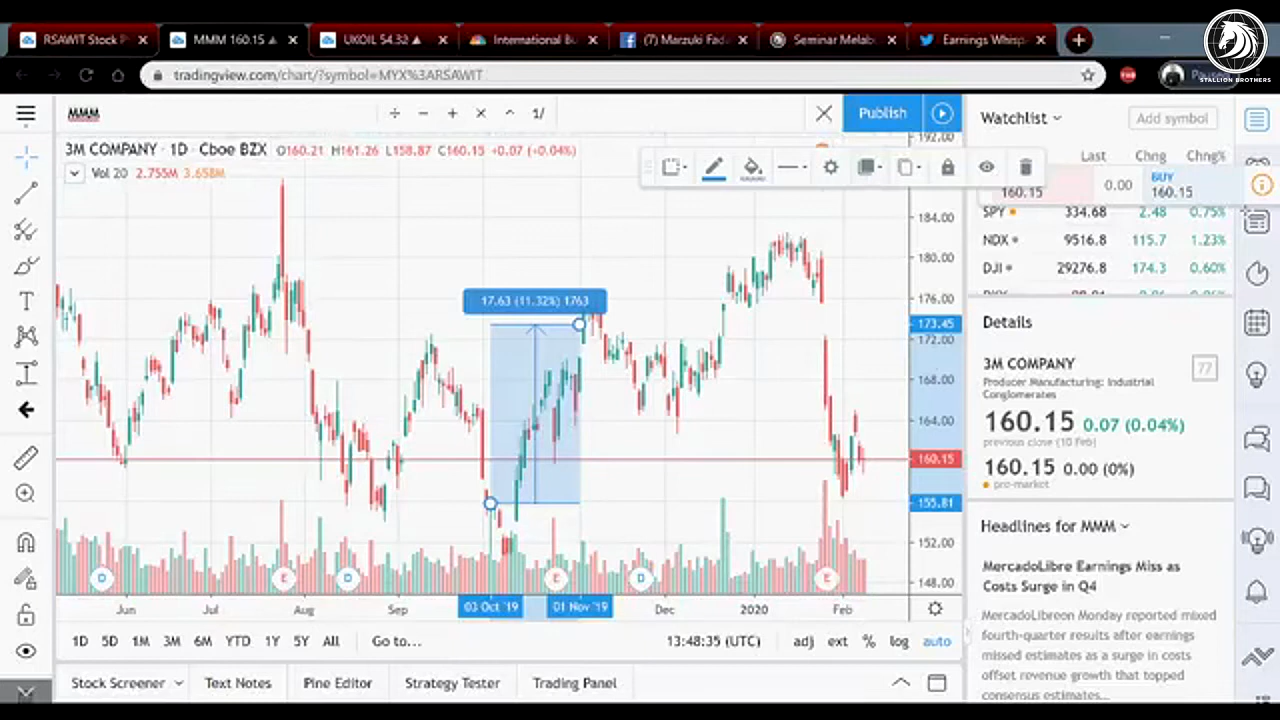 RSAWIT Stock P
MMM 160.15 ▲
UKOIL 54.32 ▲
International Bu
(7) Marzuki Fad
Seminar Melab
Earnings Whisp
STALLION BROTHERS
tradingview.com/chart/?symbol=MYX%3ARSAWIT
Paused
MMM
÷ − + × ^ 1/
Publish
3M COMPANY · 1D · Cboe BZX O160.21 H161.26 L158.87 C160.15 +0.07 (+0.04%)
Vol 20 2.755M 3.658M
17.63 (11.32%) 1763
192.00
184.00
180.00
176.00
173.45
172.00
168.00
164.00
160.15
155.81
152.00
148.00
D E D E D E
Jun Jul Aug Sep 03 Oct '19 01 Nov '19 Dec 2020 Feb
1D 5D 1M 3M 6M YTD 1Y 5Y All Go to... 13:48:35 (UTC) adj ext % log auto
Stock Screener Text Notes Pine Editor Strategy Tester Trading Panel
Watchlist Add symbol
Last Chng Chng%
160.15 0.00 BUY 160.15
SPY 334.68 2.48 0.75%
NDX 9516.8 115.7 1.23%
DJI 29276.8 174.3 0.60%
Details
3M COMPANY 77
Producer Manufacturing: Industrial
Conglomerates
160.15 0.07 (0.04%)
previous close (10 Feb)
160.15 0.00 (0%)
pre-market
Headlines for MMM
MercadoLibre Earnings Miss as
Costs Surge in Q4
MercadoLibreon Monday reported mixed
fourth-quarter results after earnings
missed estimates as a surge in costs
offset revenue growth that topped
consensus estimates...